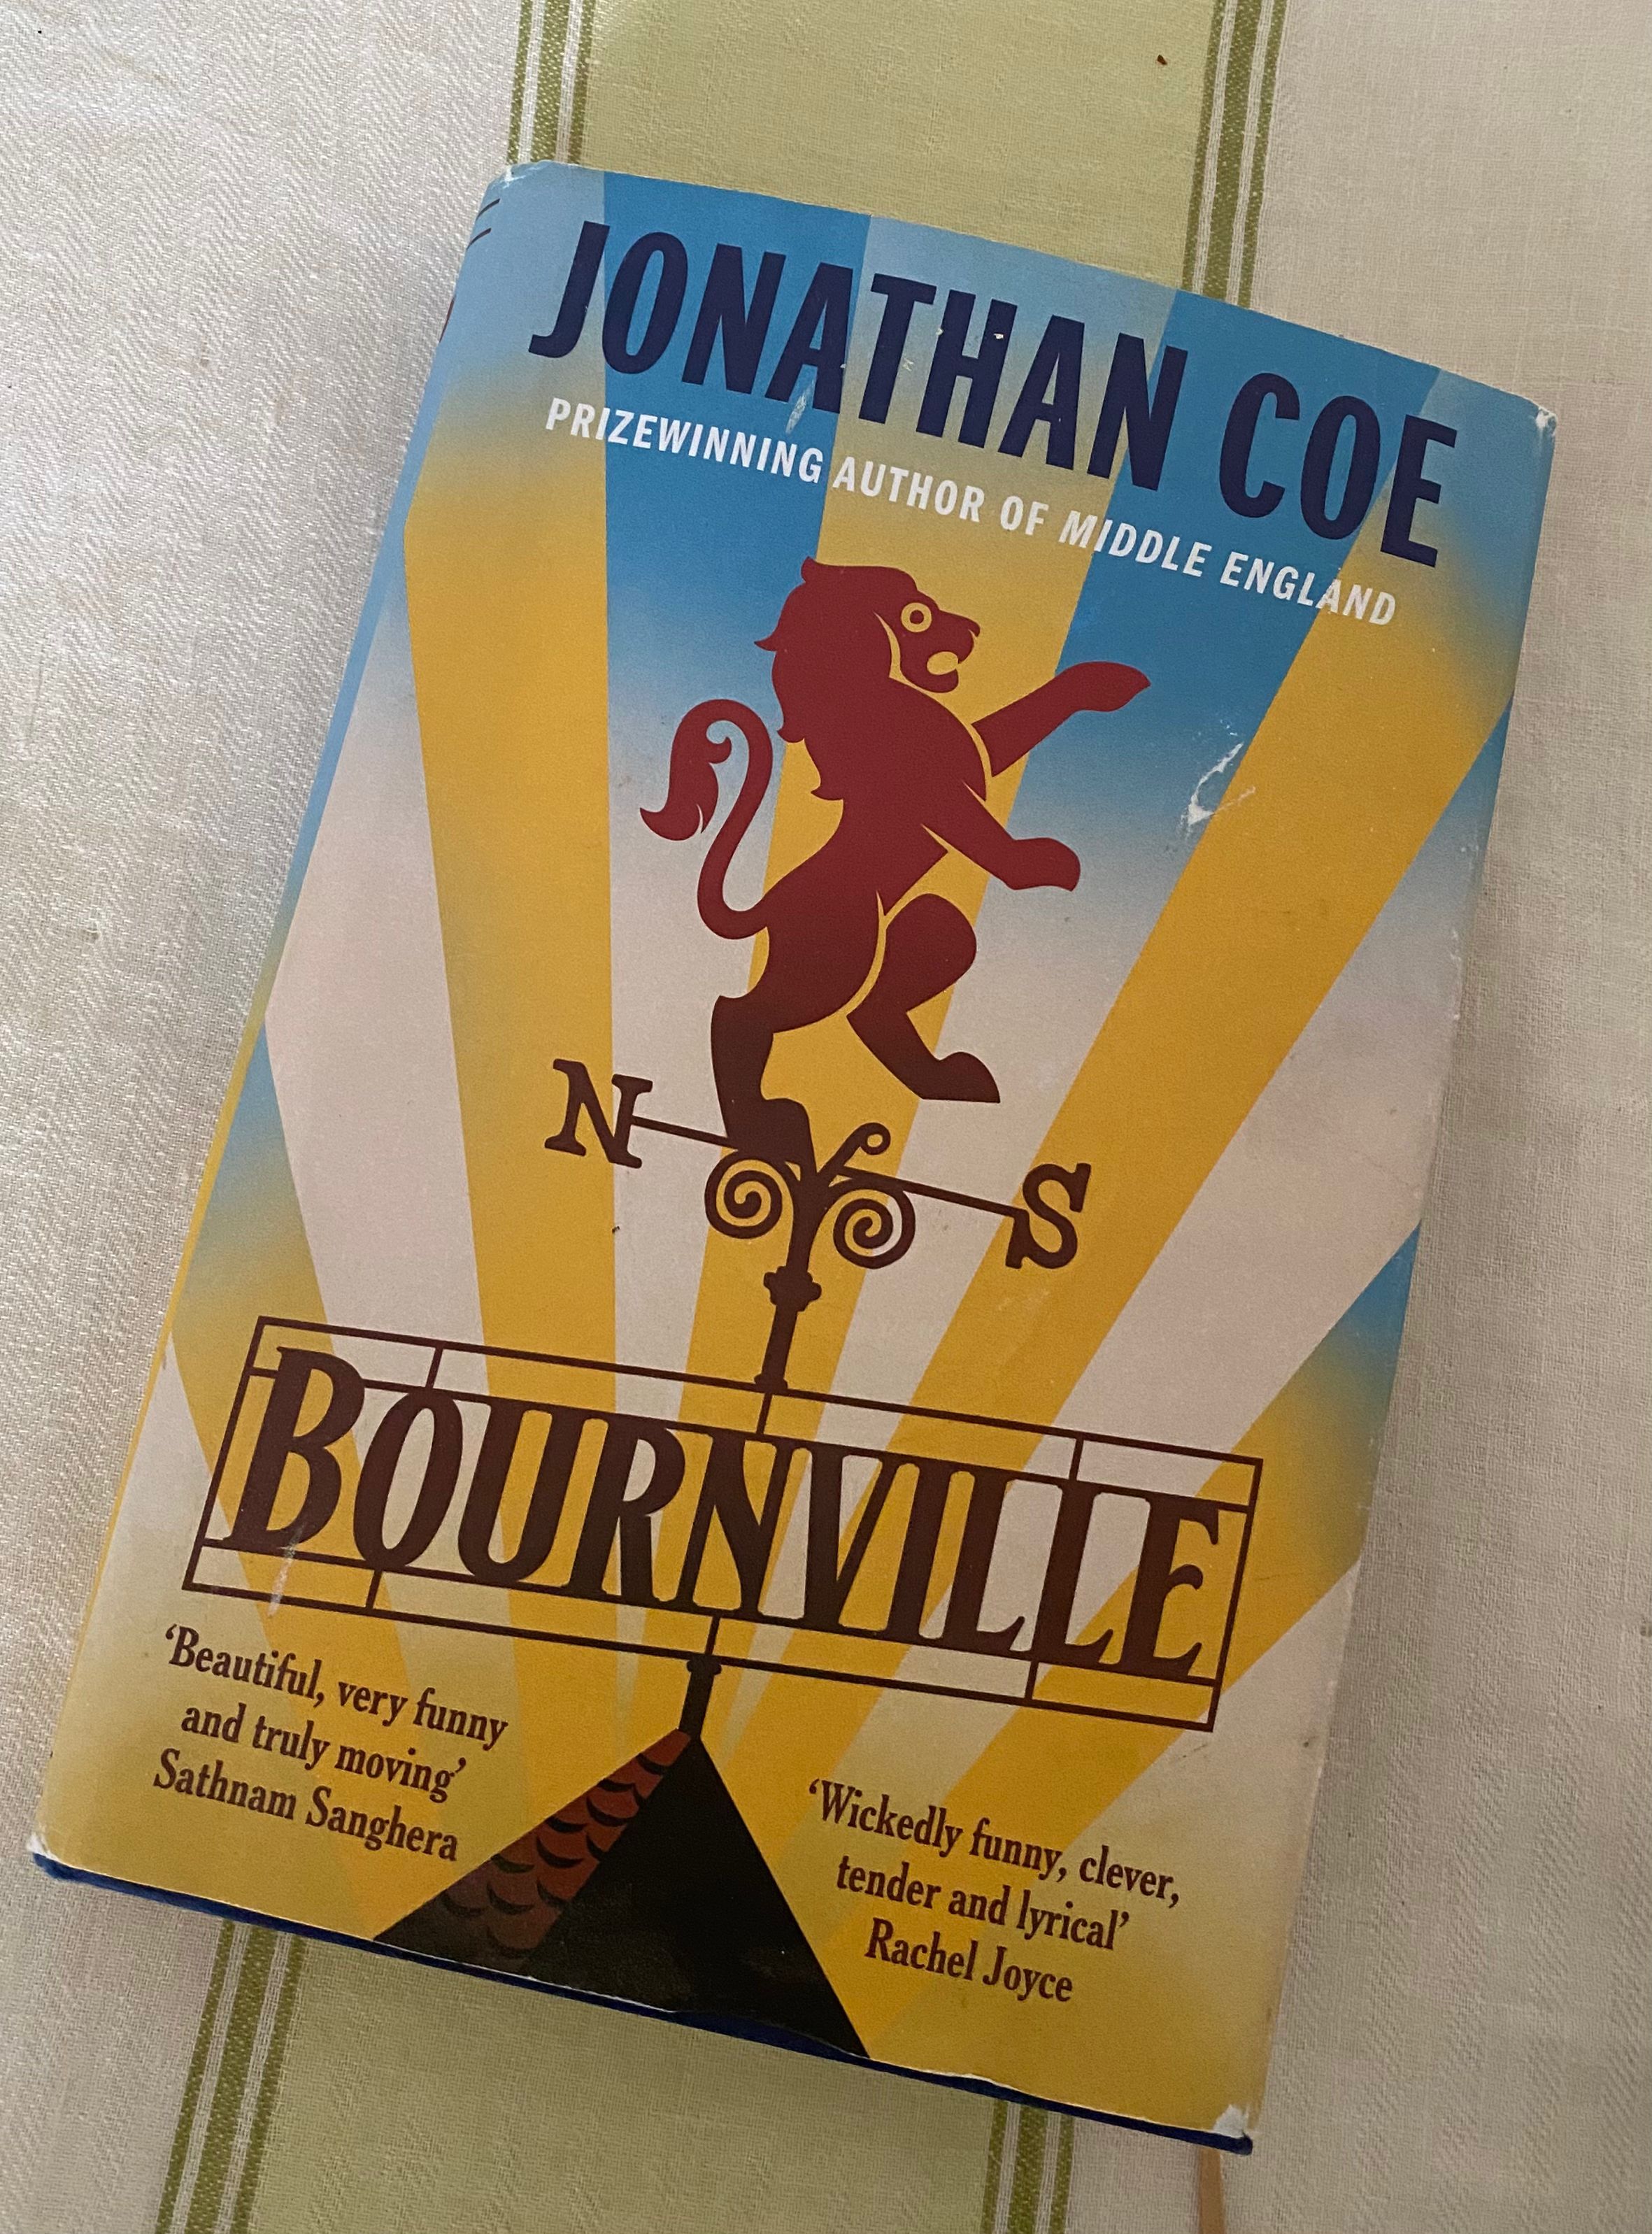 JONATHAN COE
PRIZEWINNING AUTHOR OF MIDDLE ENGLAND
N
S
BOURNVILLE
‘Beautiful, very funny
and truly moving’
Sathnam Sanghera
‘Wickedly funny, clever,
tender and lyrical’
Rachel Joyce